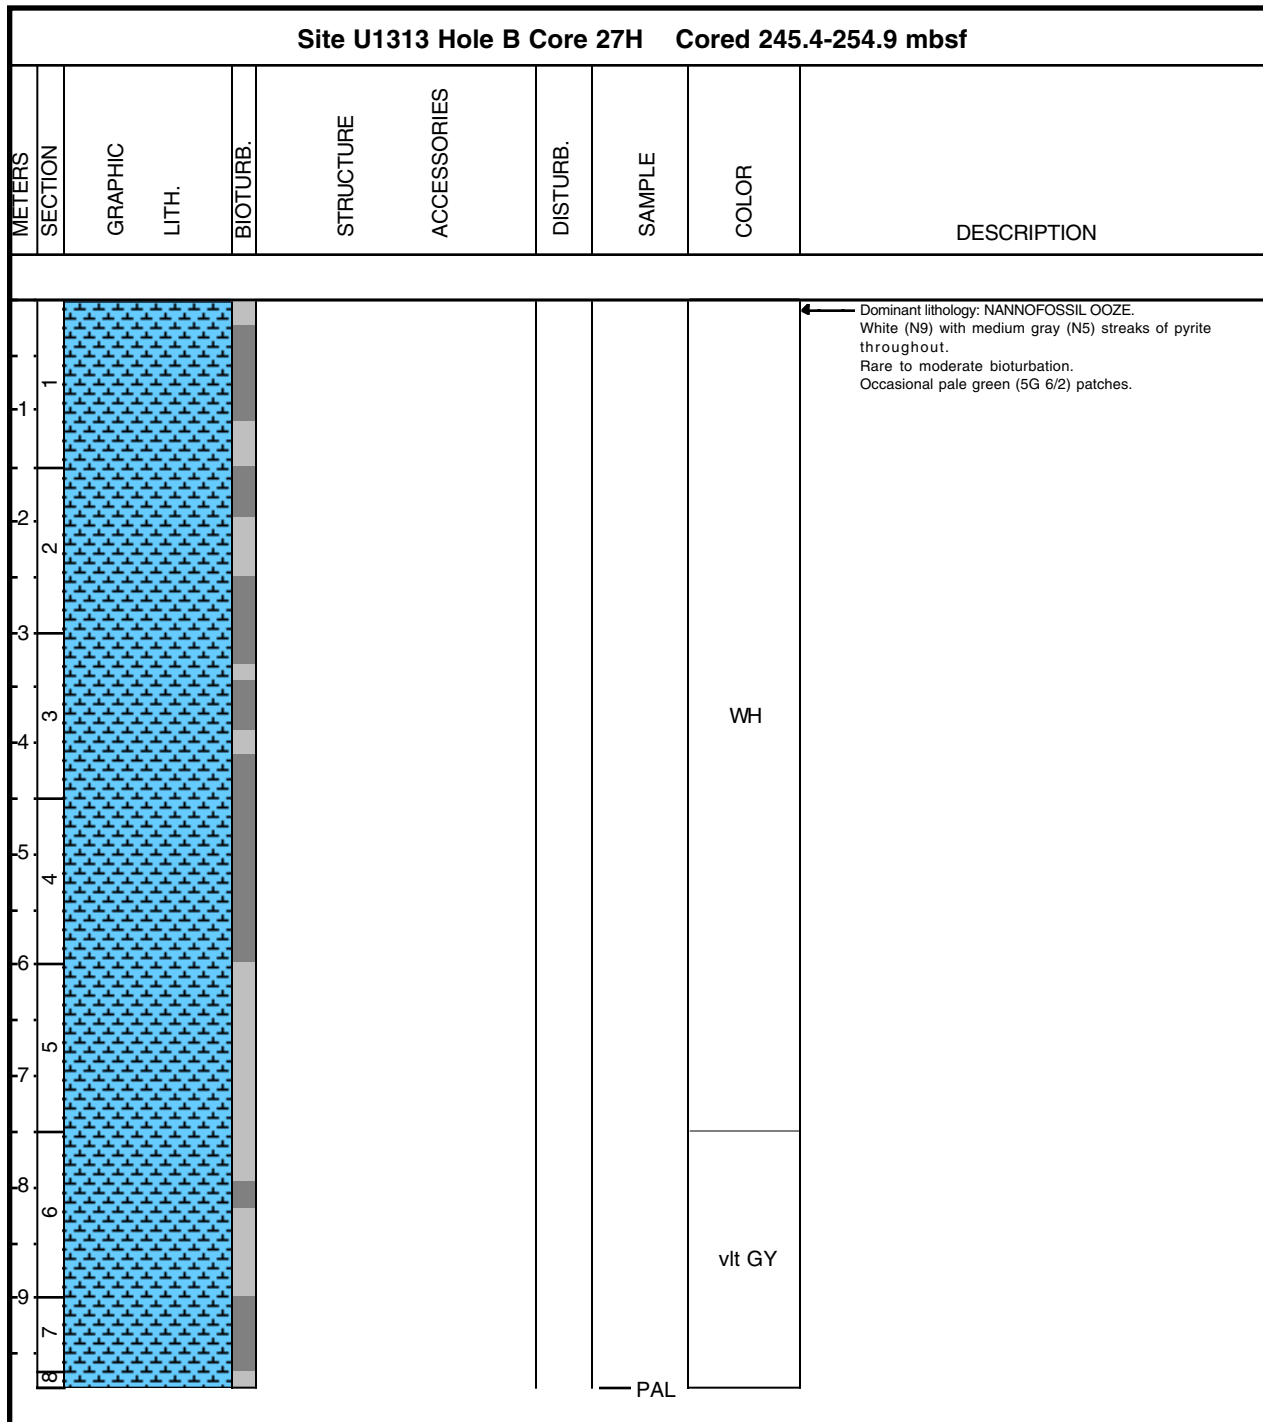 Site U1313 Hole B Core 27H Cored 245.4-254.9 mbsf
METERS
SECTION
GRAPHIC
LITH.
BIOTURB.
STRUCTURE
ACCESSORIES
DISTURB.
SAMPLE
COLOR
DESCRIPTION
Dominant lithology: NANNOFOSSIL OOZE.
White (N9) with medium gray (N5) streaks of pyrite
throughout.
Rare to moderate bioturbation.
Occasional pale green (5G 6/2) patches.
1
1
2
2
3
3
WH
4
5
4
6
5
7
8
6
vlt GY
9
7
8
PAL